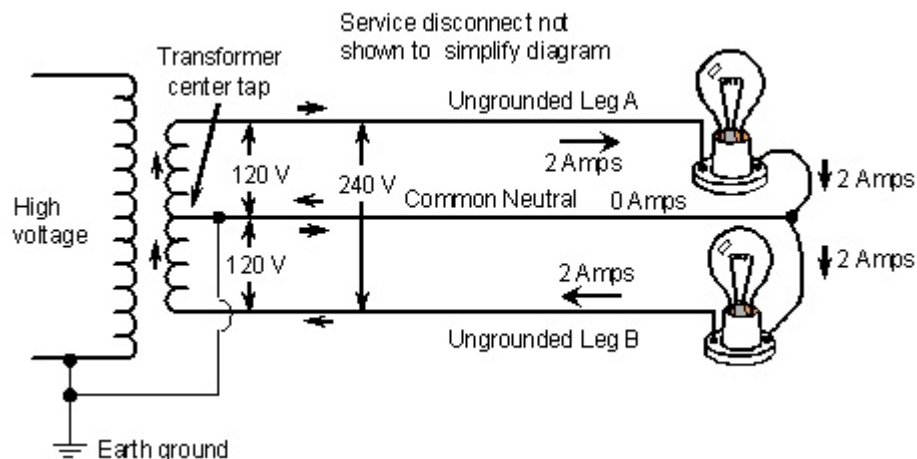 Service disconnect not
shown to simplify diagram
Transformer
center tap
Ungrounded Leg A
2 Amps
120 V
240 V
Common Neutral
0 Amps
2 Amps
High
voltage
120 V
2 Amps
2 Amps
Ungrounded Leg B
Earth ground